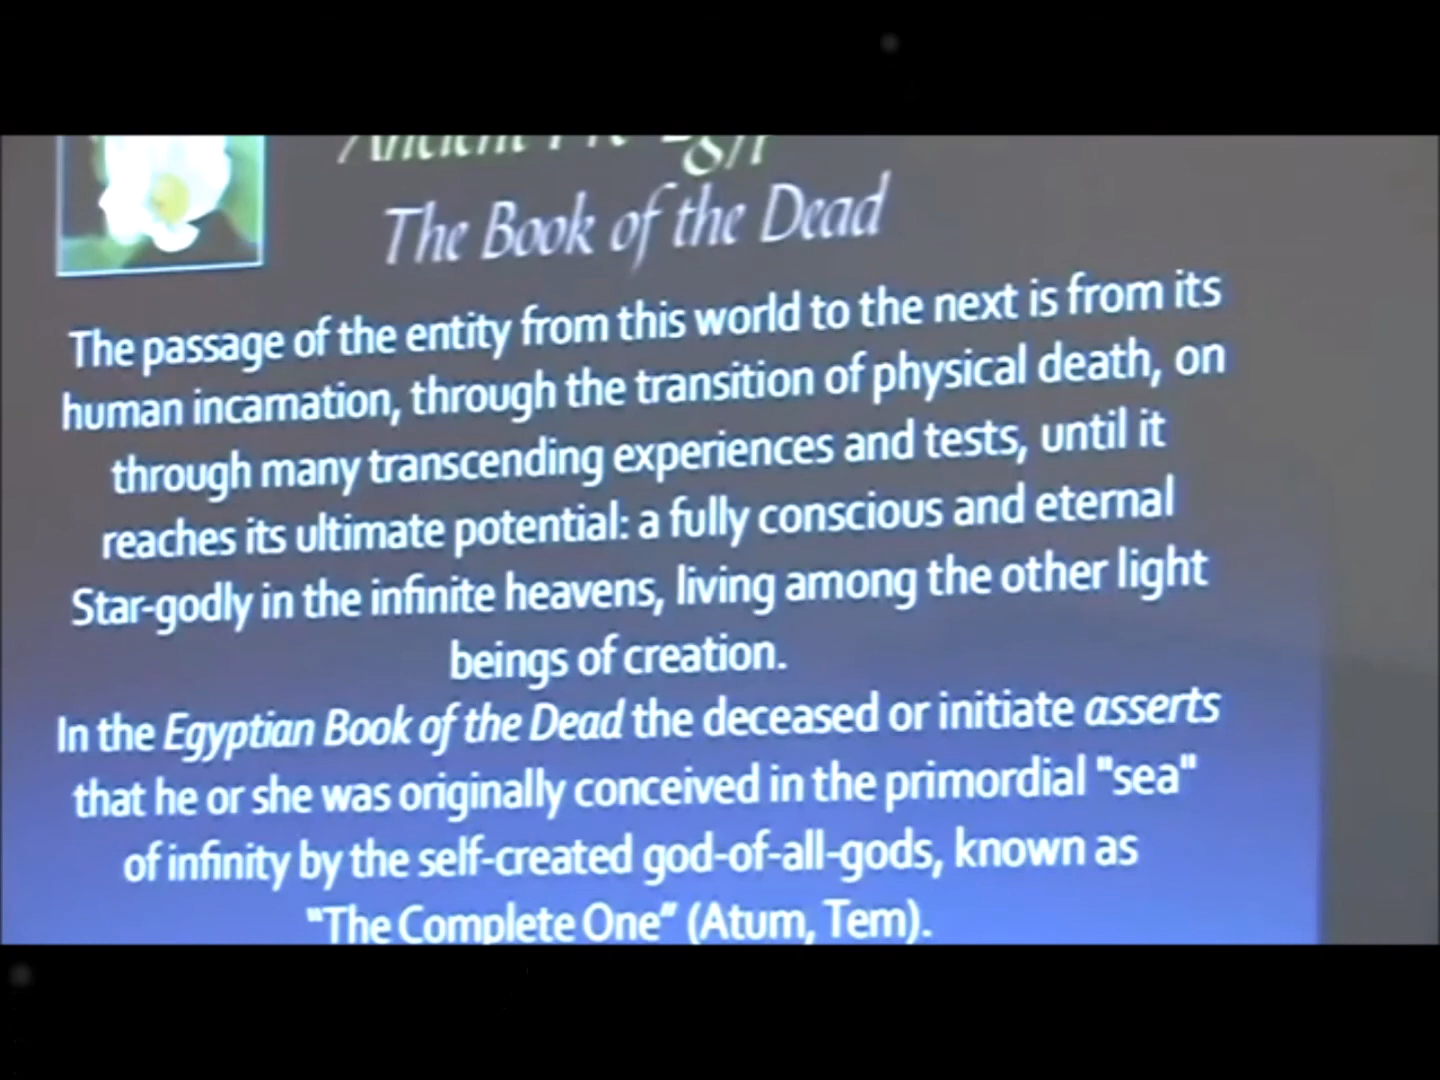 Ancient
The Book of the Dead
The passage of the entity from this world to the next is from its
human incarnation, through the transition of physical death, on
through many transcending experiences and tests, until it
reaches its ultimate potential: a fully conscious and eternal
Star-godly in the infinite heavens, living among the other light
beings of creation.
In the Egyptian Book of the Dead the deceased or initiate asserts
that he or she was originally conceived in the primordial "sea"
of infinity by the self-created god-of-all-gods, known as
"The Complete One" (Atum, Tem).